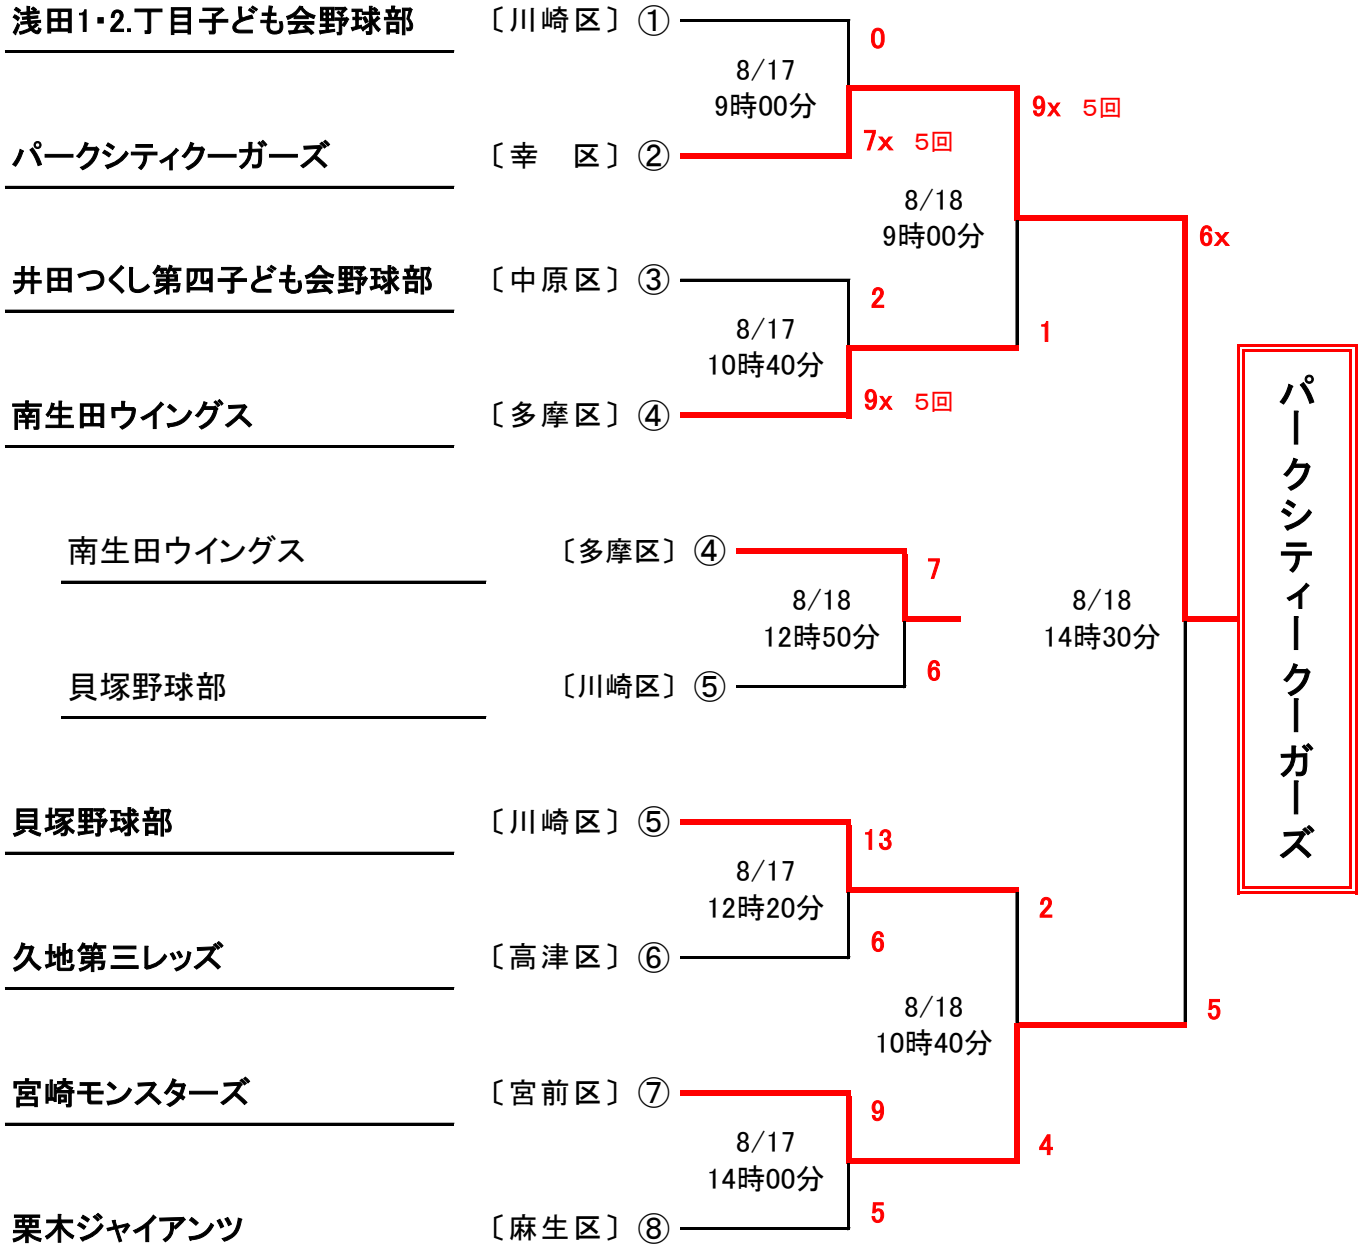 浅田1・2.丁目子ども会野球部 〔川崎区〕 ①
0
8/17
9時00分
9x 5回
7x 5回
パークシティクーガーズ 〔幸 区〕 ②
8/18
9時00分
6x
井田つくし第四子ども会野球部 〔中原区〕 ③
2
8/17
10時40分
1
9x 5回
南生田ウイングス 〔多摩区〕 ④
南生田ウイングス 〔多摩区〕 ④
7
8/18
12時50分
8/18
14時30分
6
貝塚野球部 〔川崎区〕 ⑤
パークシティークーガーズ
貝塚野球部 〔川崎区〕 ⑤
13
8/17
12時20分
2
6
久地第三レッズ 〔高津区〕 ⑥
8/18
10時40分
5
宮崎モンスターズ 〔宮前区〕 ⑦
9
8/17
14時00分
4
5
栗木ジャイアンツ 〔麻生区〕 ⑧